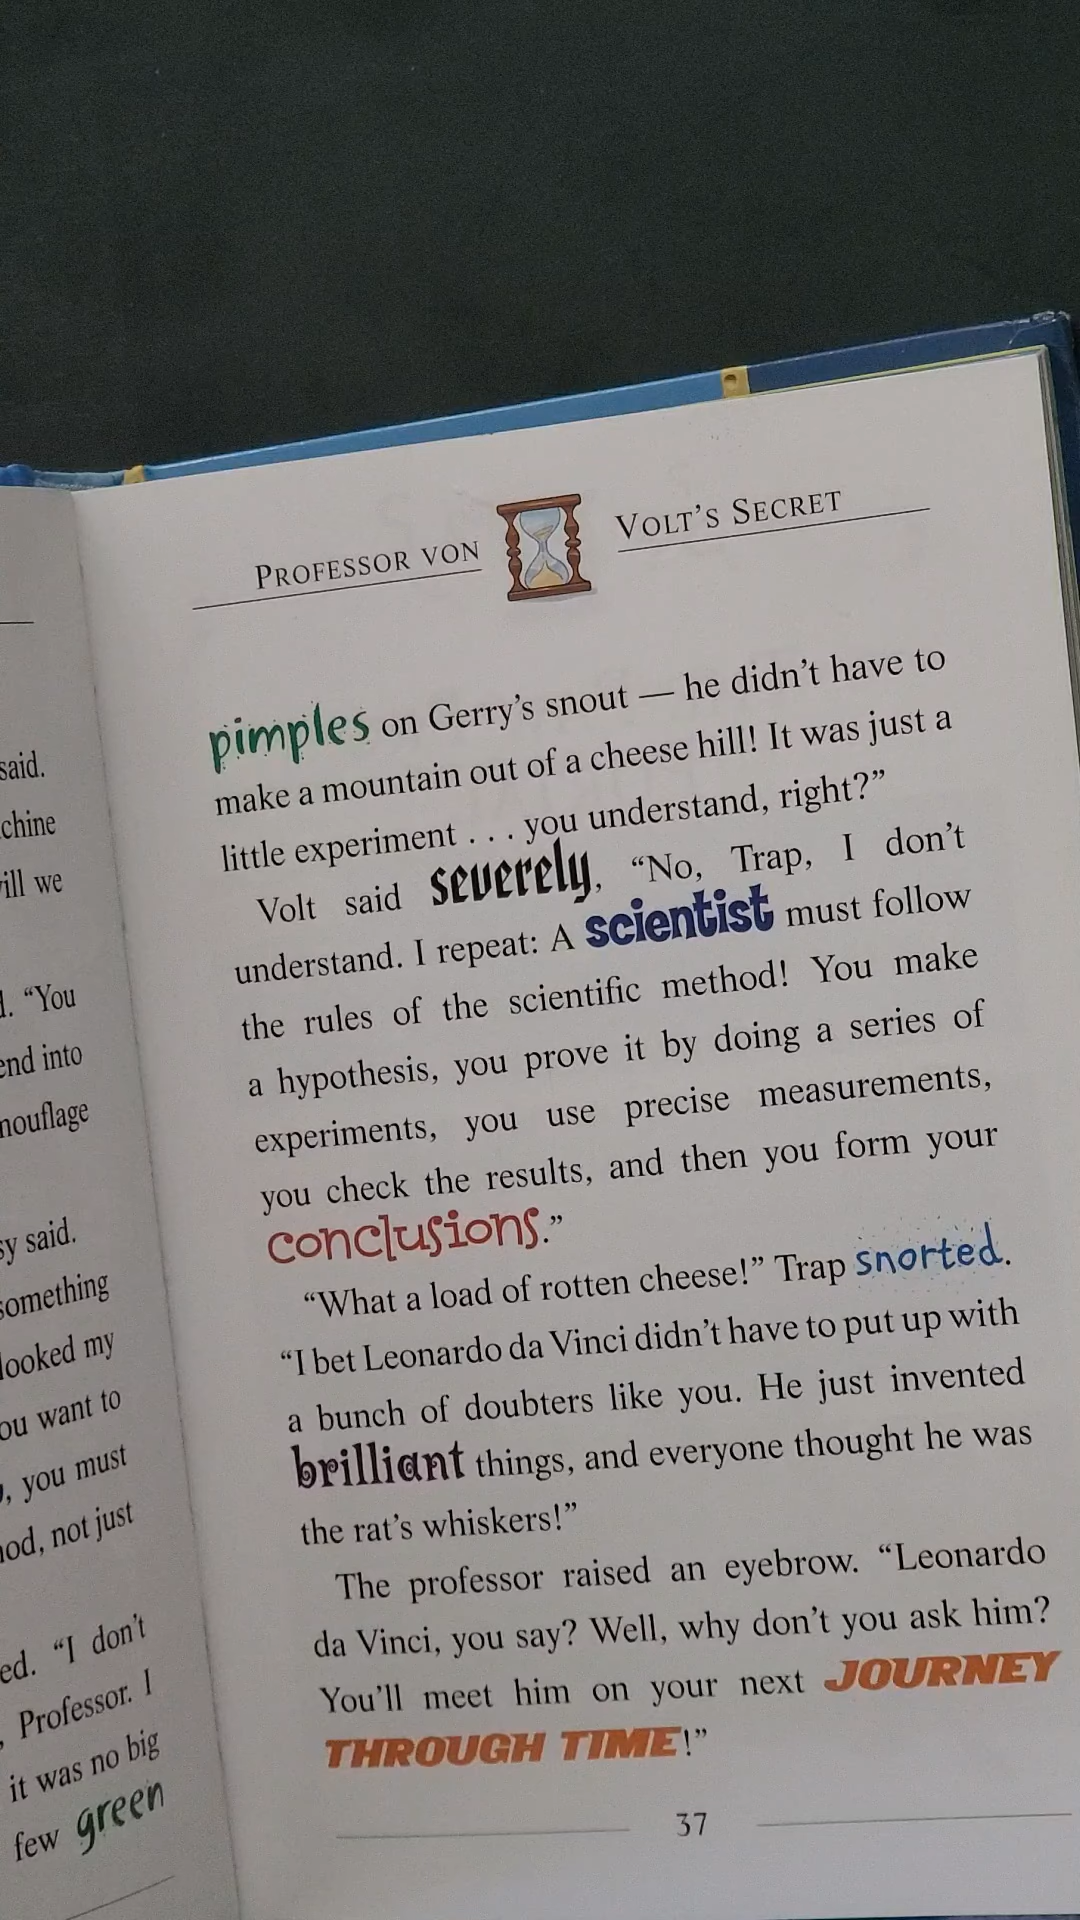 said.
chine
ill we
. "You
end into
mouflage
sy said.
something
looked my
ou want to
, you must
hod, not just
ed. "I don't
, Professor. I
it was no big
few green
PROFESSOR VON VOLT'S SECRET
pimples on Gerry's snout — he didn't have to
make a mountain out of a cheese hill! It was just a
little experiment . . . you understand, right?"
Volt said severely, "No, Trap, I don't
understand. I repeat: A scientist must follow
the rules of the scientific method! You make
a hypothesis, you prove it by doing a series of
experiments, you use precise measurements,
you check the results, and then you form your
conclusions."
"What a load of rotten cheese!" Trap snorted.
"I bet Leonardo da Vinci didn't have to put up with
a bunch of doubters like you. He just invented
brilliant things, and everyone thought he was
the rat's whiskers!"
The professor raised an eyebrow. "Leonardo
da Vinci, you say? Well, why don't you ask him?
You'll meet him on your next JOURNEY
THROUGH TIME!"
37